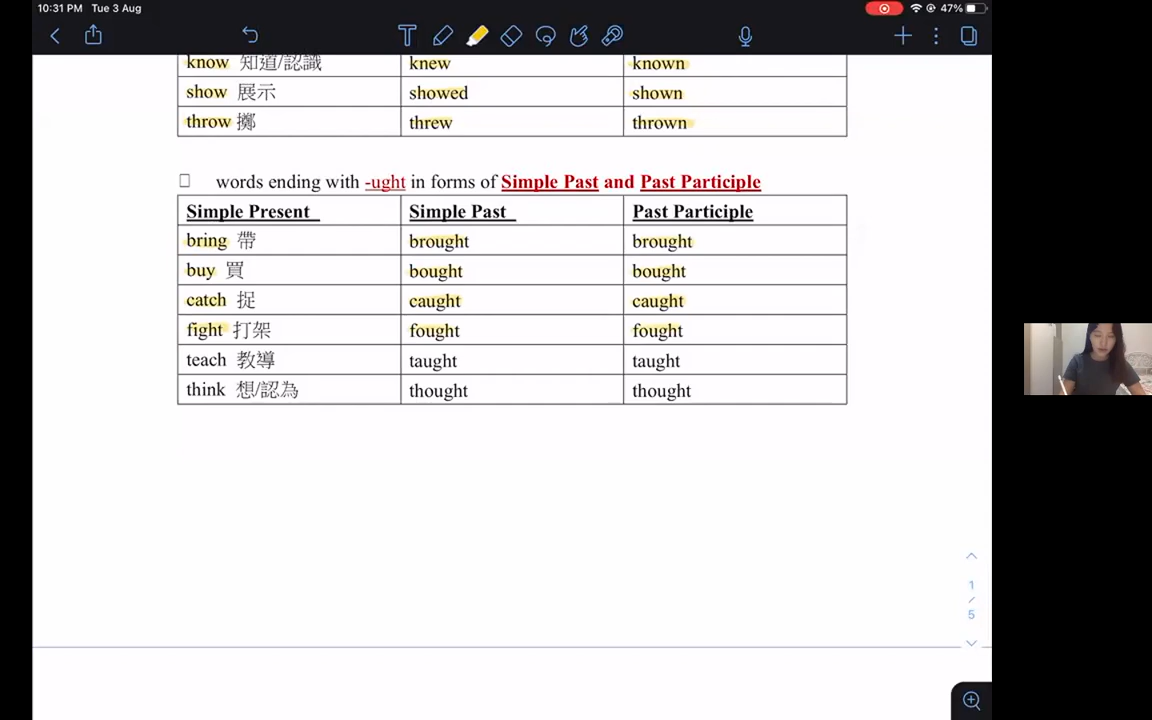 10:31 PM Tue 3 Aug 47%
know 知道/認識 knew known
show 展示 showed shown
throw 擲 threw thrown
words ending with -ught in forms of Simple Past and Past Participle
Simple Present Simple Past Past Participle
bring 帶 brought brought
buy 買 bought bought
catch 捉 caught caught
fight 打架 fought fought
teach 教導 taught taught
think 想/認為 thought thought
1
/
5